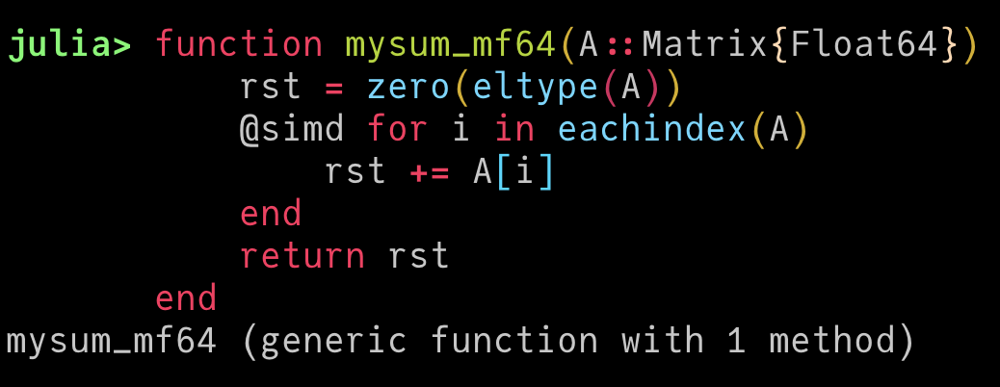 julia> function mysum_mf64(A::Matrix{Float64})
           rst = zero(eltype(A))
           @simd for i in eachindex(A)
               rst += A[i]
           end
           return rst
       end
mysum_mf64 (generic function with 1 method)